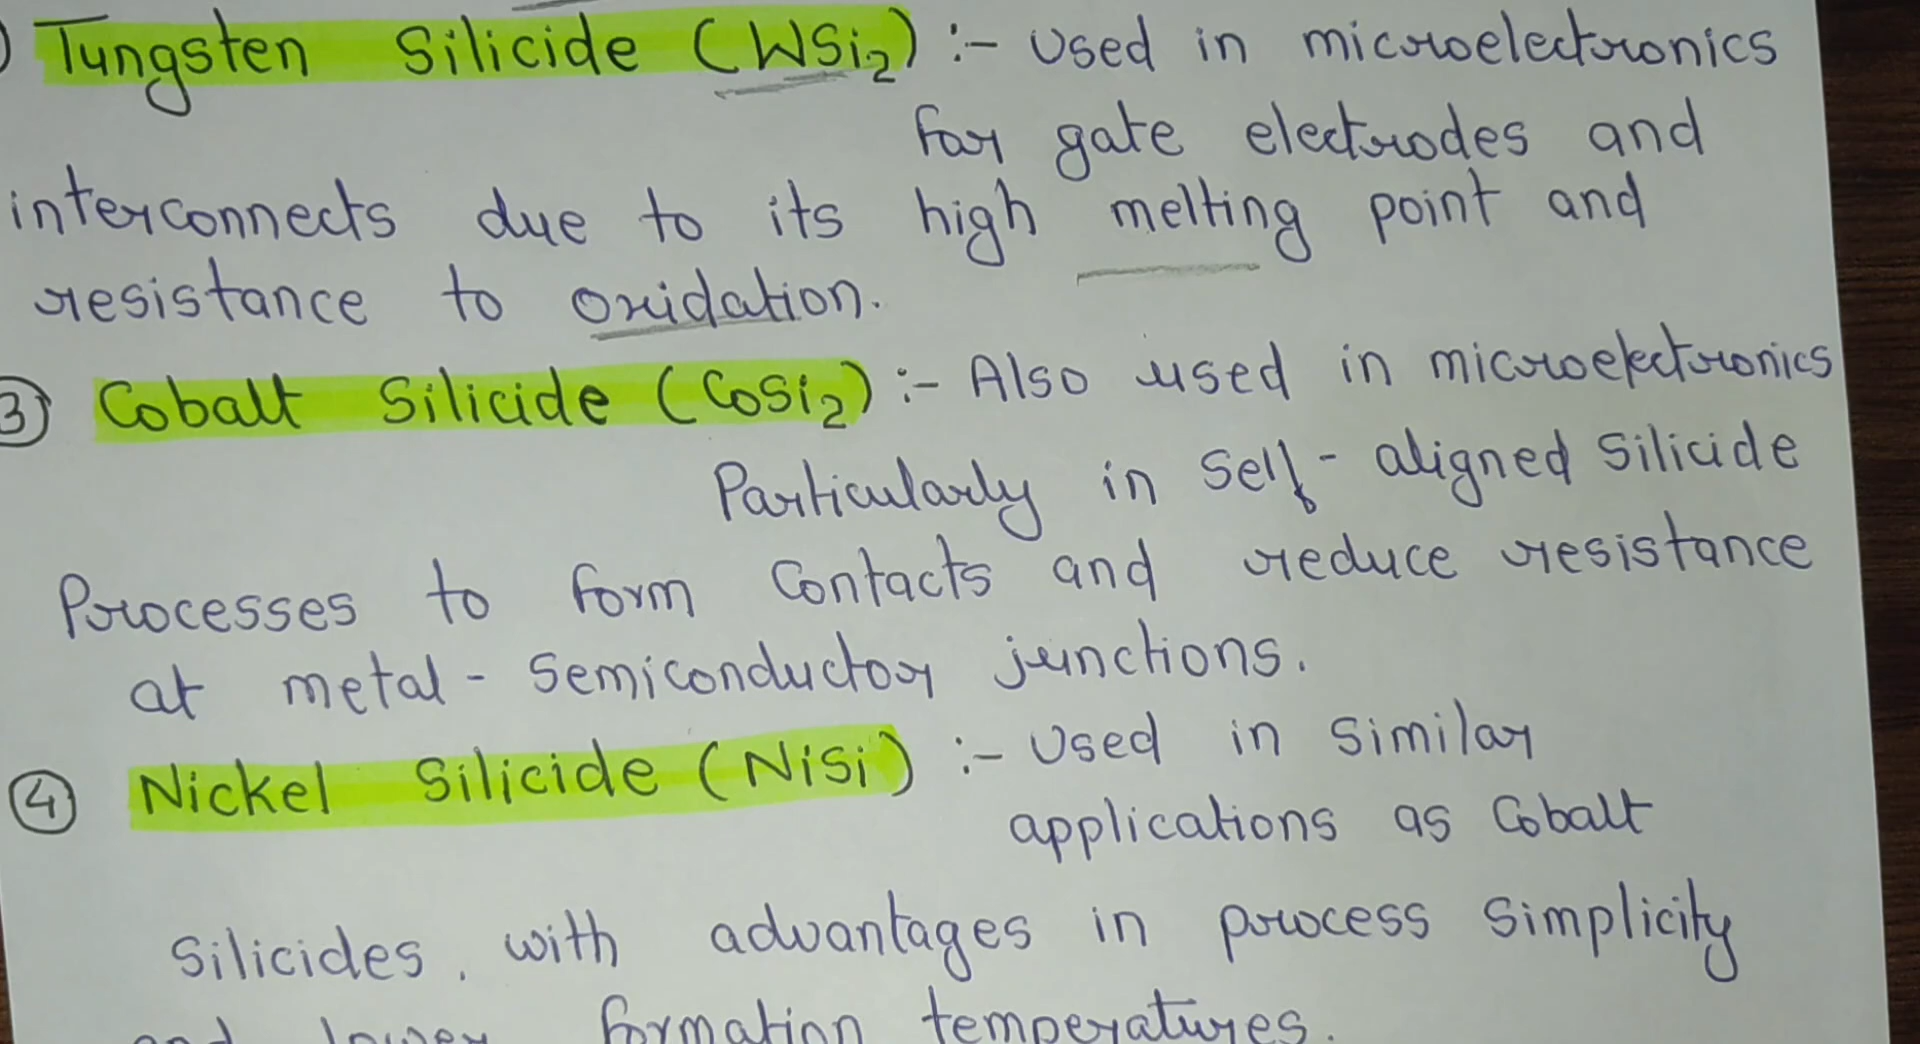 Tungsten Silicide (WSi2) :- Used in microelectronics
for gate electrodes and
interconnects due to its high melting point and
resistance to oxidation.
3 Cobalt Silicide (CoSi2) :- Also used in microelectronics
Particularly in Self-aligned Silicide
Processes to form Contacts and reduce resistance
at metal-Semiconductor junctions.
4 Nickel Silicide (NiSi) :- Used in Similar
applications as Cobalt
Silicides, with advantages in process Simplicity
and lower formation temperatures.